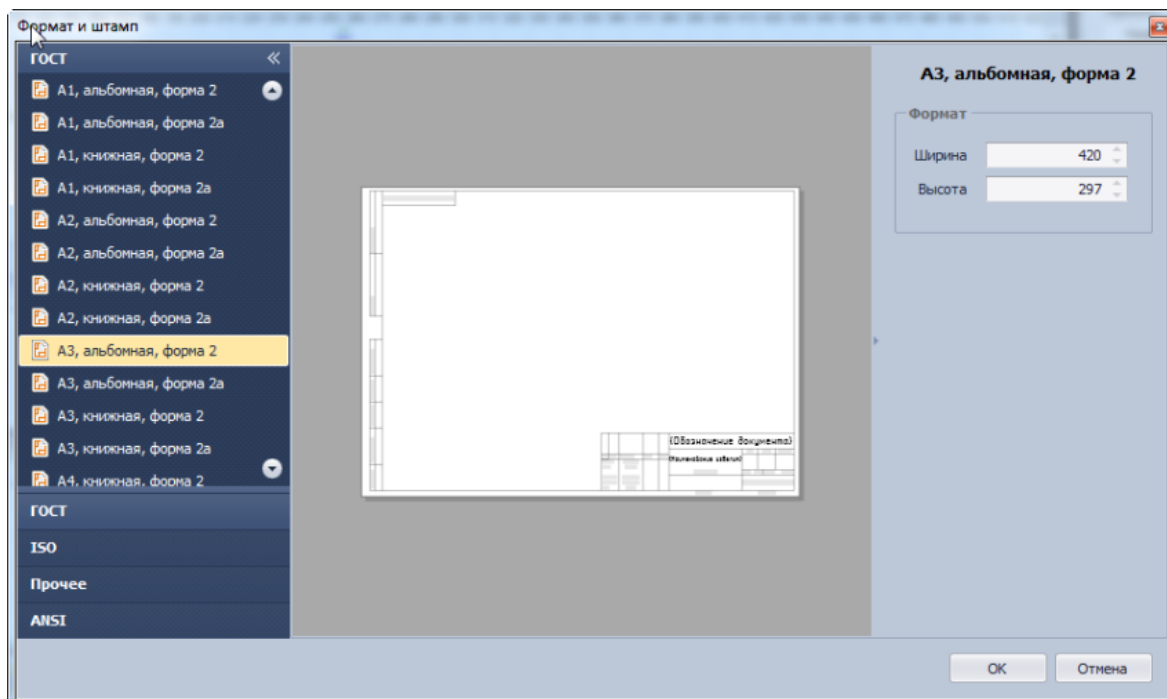 Формат и штамп
ГОСТ
А1, альбомная, форма 2
А1, альбомная, форма 2а
А1, книжная, форма 2
А1, книжная, форма 2а
А2, альбомная, форма 2
А2, альбомная, форма 2а
А2, книжная, форма 2
А2, книжная, форма 2а
А3, альбомная, форма 2
А3, альбомная, форма 2а
А3, книжная, форма 2
А3, книжная, форма 2а
А4, книжная, форма 2
ГОСТ
ISO
Прочее
ANSI
{Обозначение документа}
{Наименование изделия}
А3, альбомная, форма 2
Формат
Ширина 420
Высота 297
ОК Отмена